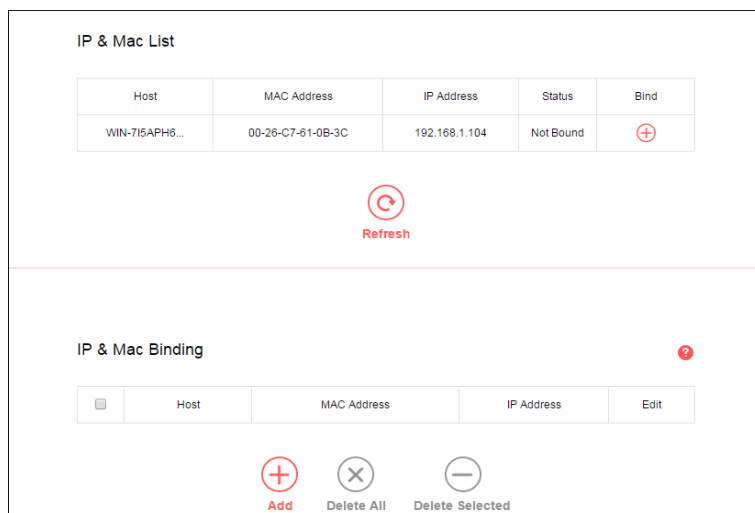 IP & Mac List
Host MAC Address IP Address Status Bind
WIN-7I5APH6... 00-26-C7-61-0B-3C 192.168.1.104 Not Bound
Refresh
IP & Mac Binding ?
Host MAC Address IP Address Edit
Add Delete All Delete Selected